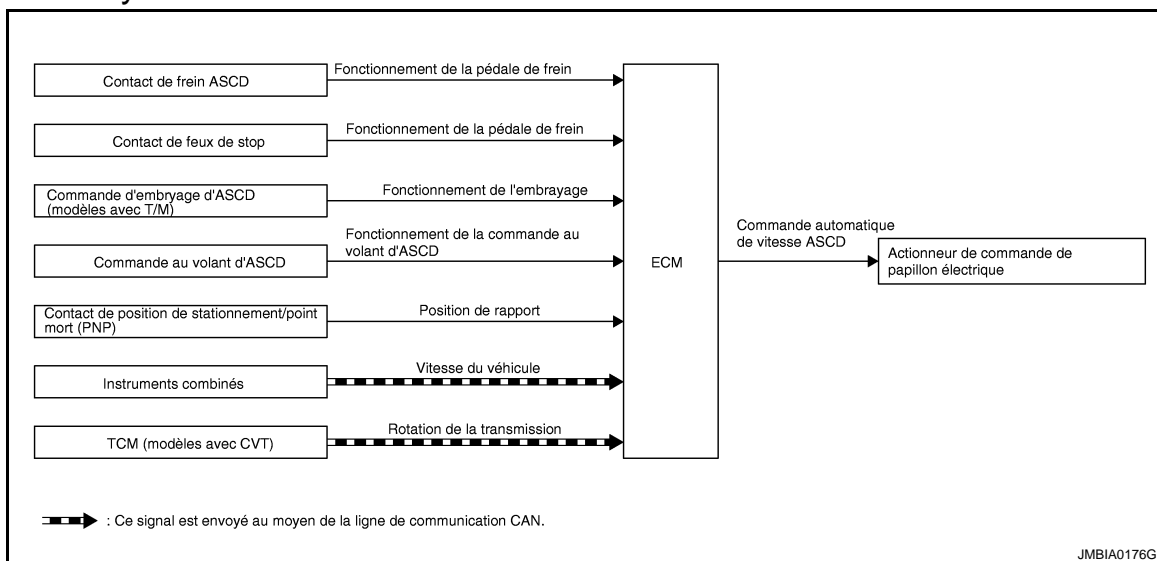 Contact de frein ASCD
Fonctionnement de la pédale de frein
Contact de feux de stop
Fonctionnement de la pédale de frein
Commande d'embryage d'ASCD
(modèles avec T/M)
Fonctionnement de l'embrayage
Commande au volant d'ASCD
Fonctionnement de la commande au
volant d'ASCD
Contact de position de stationnement/point
mort (PNP)
Position de rapport
Instruments combinés
Vitesse du véhicule
TCM (modèles avec CVT)
Rotation de la transmission
ECM
Commande automatique
de vitesse ASCD
Actionneur de commande de
papillon électrique
: Ce signal est envoyé au moyen de la ligne de communication CAN.
JMBIA0176G